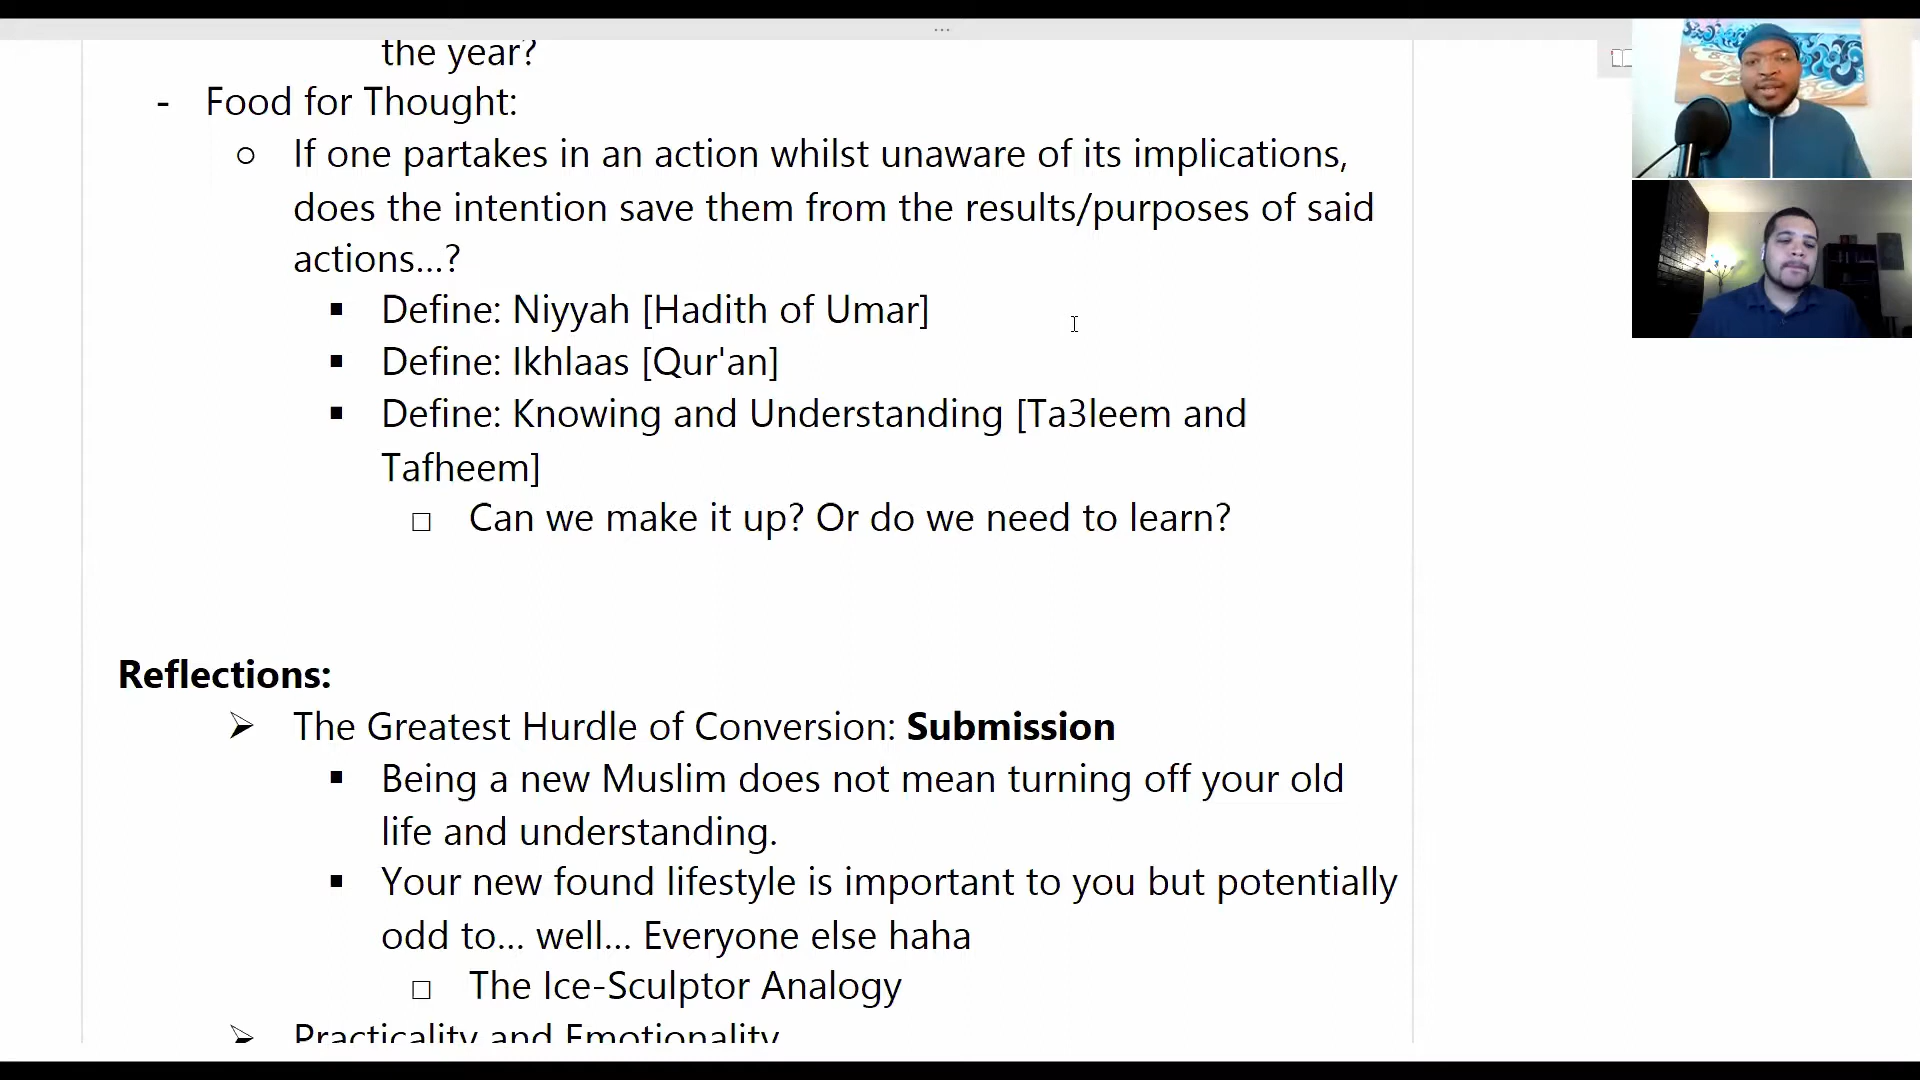 the year?
- Food for Thought:
○ If one partakes in an action whilst unaware of its implications,
does the intention save them from the results/purposes of said
actions...?
▪ Define: Niyyah [Hadith of Umar]
▪ Define: Ikhlaas [Qur'an]
▪ Define: Knowing and Understanding [Ta3leem and
Tafheem]
□ Can we make it up? Or do we need to learn?
Reflections:
➢ The Greatest Hurdle of Conversion: Submission
▪ Being a new Muslim does not mean turning off your old
life and understanding.
▪ Your new found lifestyle is important to you but potentially
odd to... well... Everyone else haha
□ The Ice-Sculptor Analogy
➢ Practicality and Emotionality